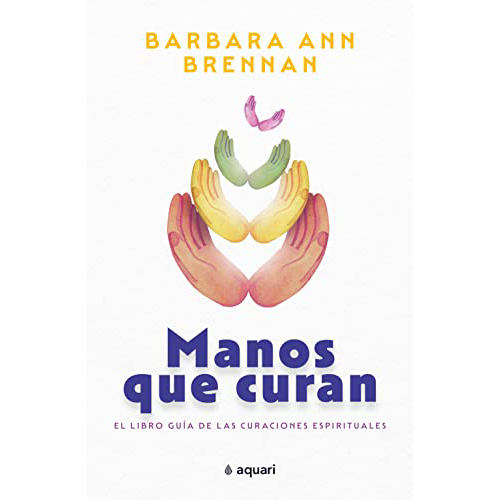 BARBARA ANN
BRENNAN
Manos
que curan
EL LIBRO GUÍA DE LAS CURACIONES ESPIRITUALES
aquari